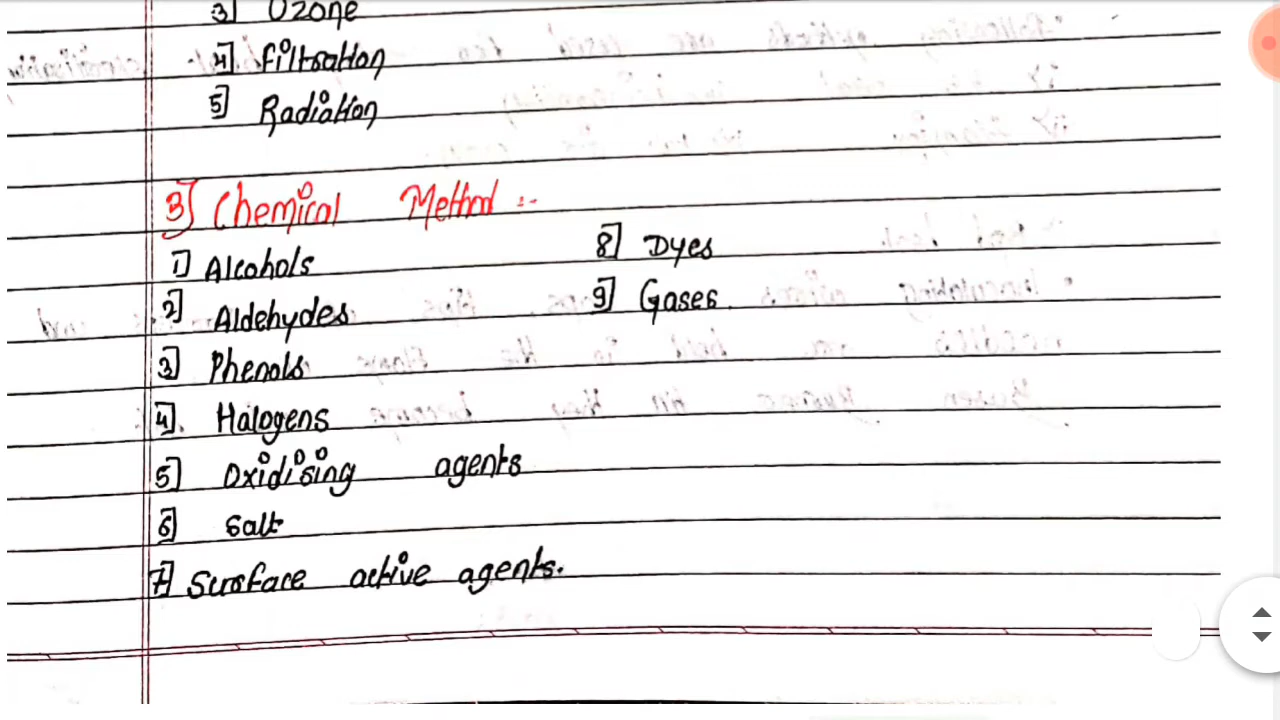 3] Ozone
4] Filtration
5] Radiation
3] Chemical Method :-
1] Alcohols
2] Aldehydes
3] Phenols
4] Halogens
5] Oxidising agents
6] Salt
7] Surface active agents.
8] Dyes
9] Gases